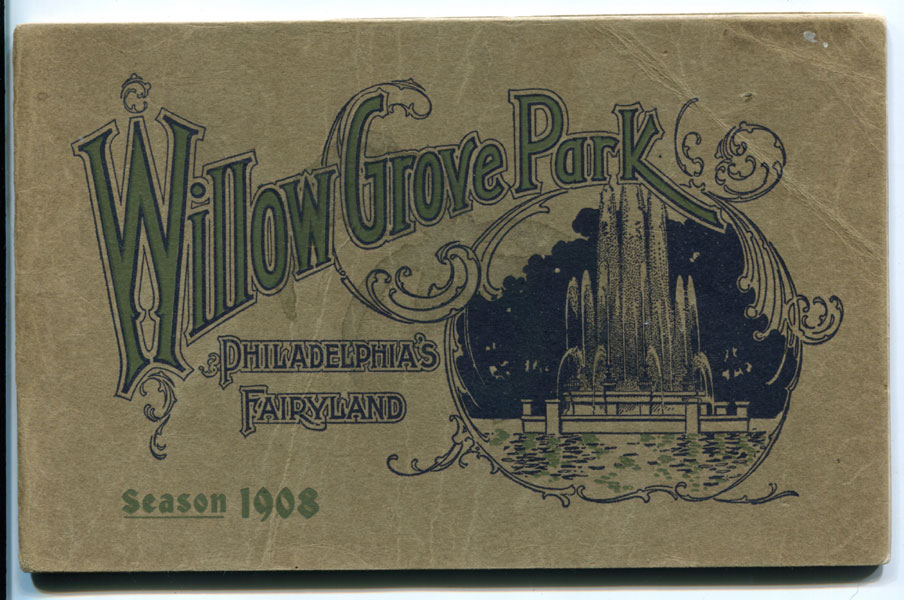 Willow Grove Park
PHILADELPHIA'S
FAIRYLAND
Season 1908